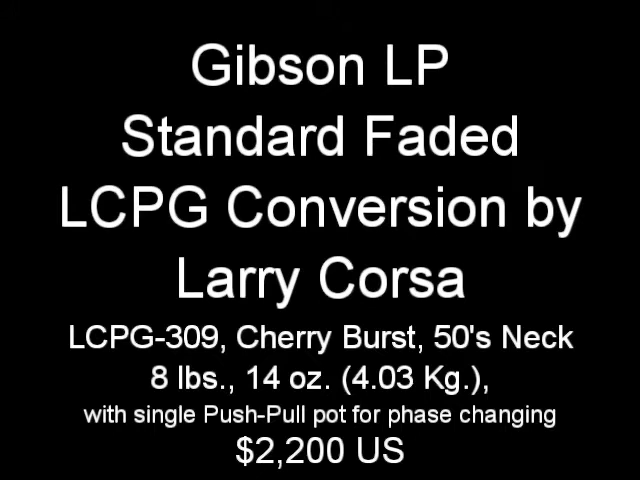 Gibson LP
Standard Faded
LCPG Conversion by
Larry Corsa
LCPG-309, Cherry Burst, 50's Neck
8 lbs., 14 oz. (4.03 Kg.),
with single Push-Pull pot for phase changing
$2,200 US